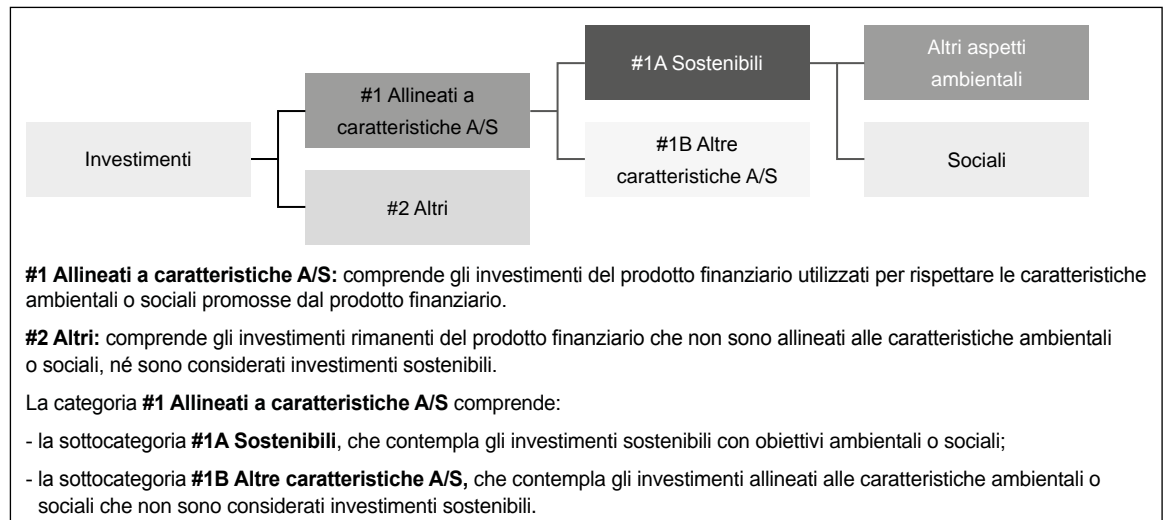 Investimenti
#1 Allineati a
caratteristiche A/S
#2 Altri
#1A Sostenibili
#1B Altre
caratteristiche A/S
Altri aspetti
ambientali
Sociali
#1 Allineati a caratteristiche A/S: comprende gli investimenti del prodotto finanziario utilizzati per rispettare le caratteristiche
ambientali o sociali promosse dal prodotto finanziario.
#2 Altri: comprende gli investimenti rimanenti del prodotto finanziario che non sono allineati alle caratteristiche ambientali
o sociali, né sono considerati investimenti sostenibili.
La categoria #1 Allineati a caratteristiche A/S comprende:
- la sottocategoria #1A Sostenibili, che contempla gli investimenti sostenibili con obiettivi ambientali o sociali;
- la sottocategoria #1B Altre caratteristiche A/S, che contempla gli investimenti allineati alle caratteristiche ambientali o
sociali che non sono considerati investimenti sostenibili.